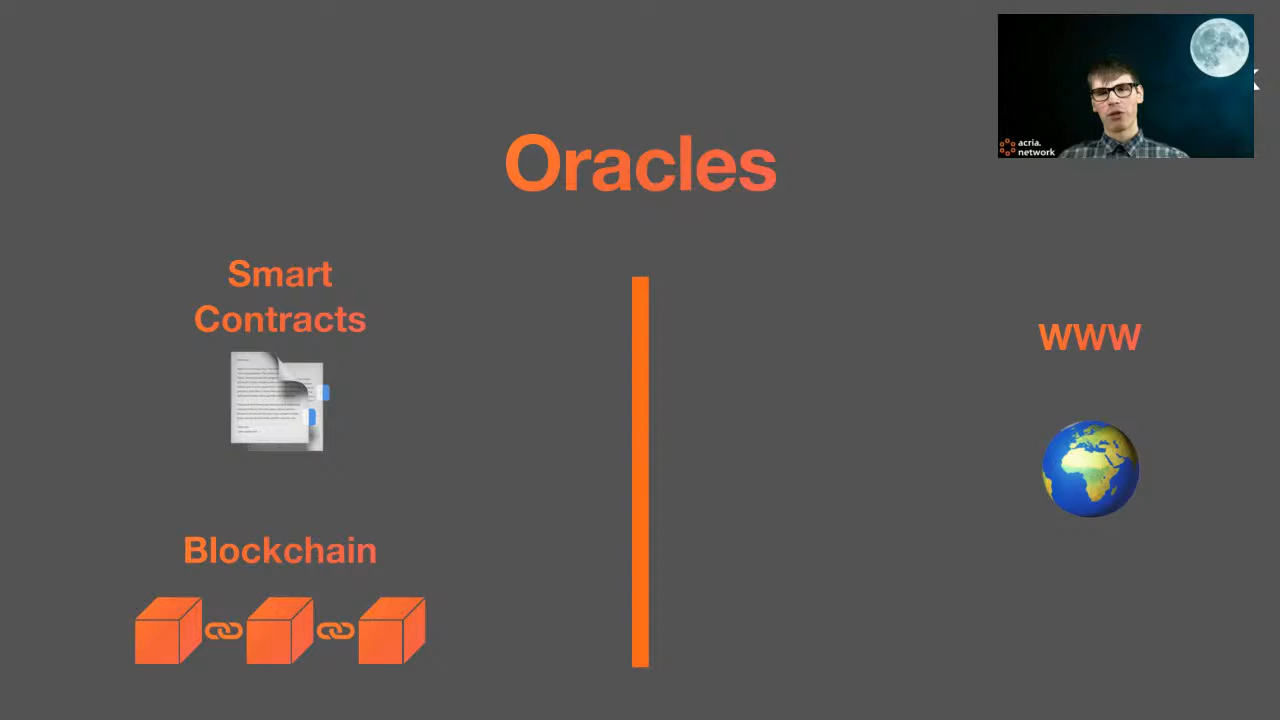 Oracles
Smart
Contracts
WWW
Blockchain
acria.
network